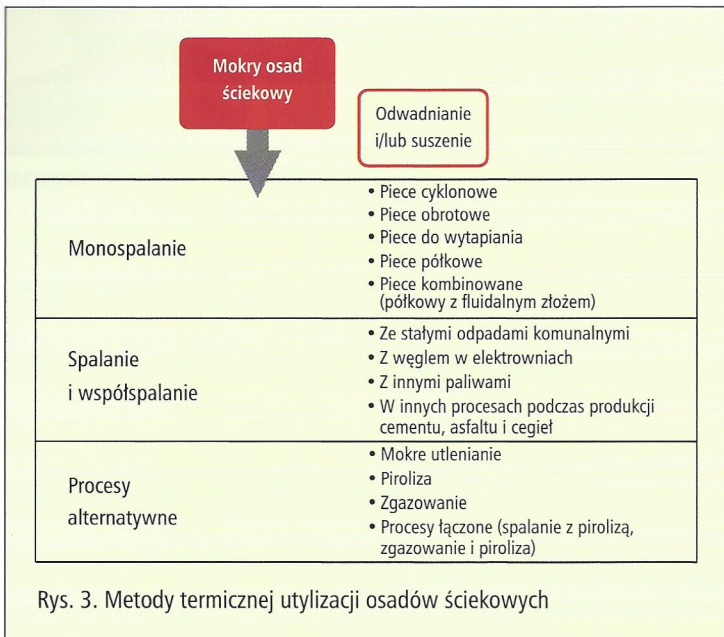 Mokry osad
ściekowy
Odwadnianie
i/lub suszenie
Monospalanie
• Piece cyklonowe
• Piece obrotowe
• Piece do wytapiania
• Piece półkowe
• Piece kombinowane
(półkowy z fluidalnym złożem)
Spalanie
i współspalanie
• Ze stałymi odpadami komunalnymi
• Z węglem w elektrowniach
• Z innymi paliwami
• W innych procesach podczas produkcji
cementu, asfaltu i cegieł
Procesy
alternatywne
• Mokre utlenianie
• Piroliza
• Zgazowanie
• Procesy łączone (spalanie z pirolizą,
zgazowanie i piroliza)
Rys. 3. Metody termicznej utylizacji osadów ściekowych